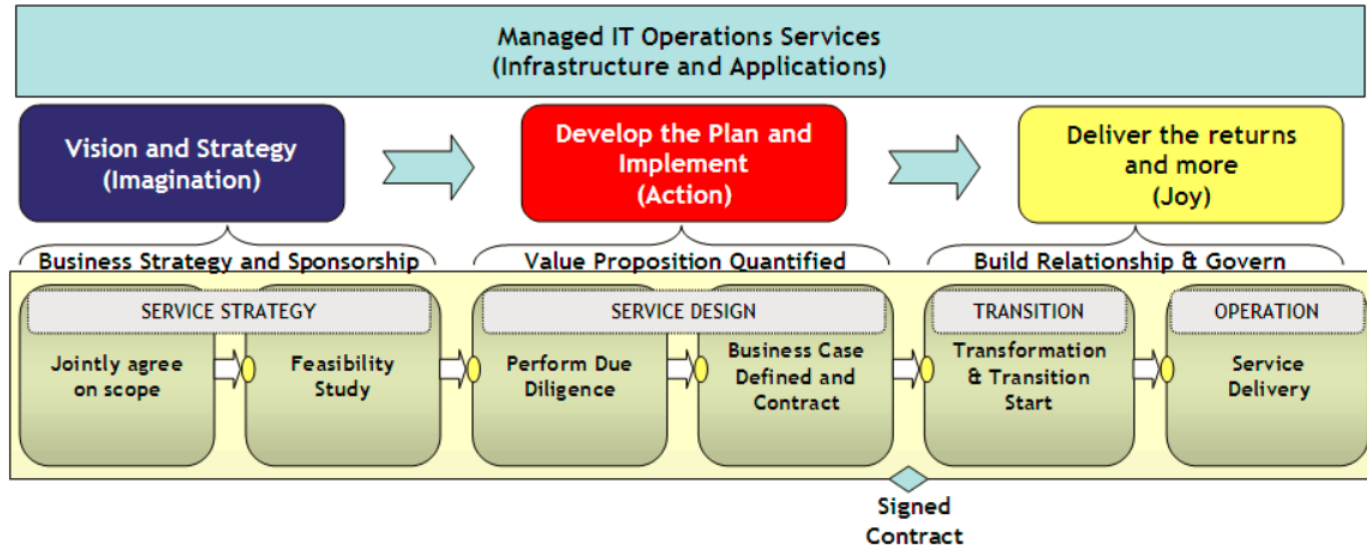 Managed IT Operations Services
(Infrastructure and Applications)
Vision and Strategy
(Imagination)
Develop the Plan and
Implement
(Action)
Deliver the returns
and more
(Joy)
Business Strategy and Sponsorship
Value Proposition Quantified
Build Relationship & Govern
SERVICE STRATEGY
SERVICE DESIGN
TRANSITION
OPERATION
Jointly agree
on scope
Feasibility
Study
Perform Due
Diligence
Business Case
Defined and
Contract
Transformation
& Transition
Start
Service
Delivery
Signed
Contract